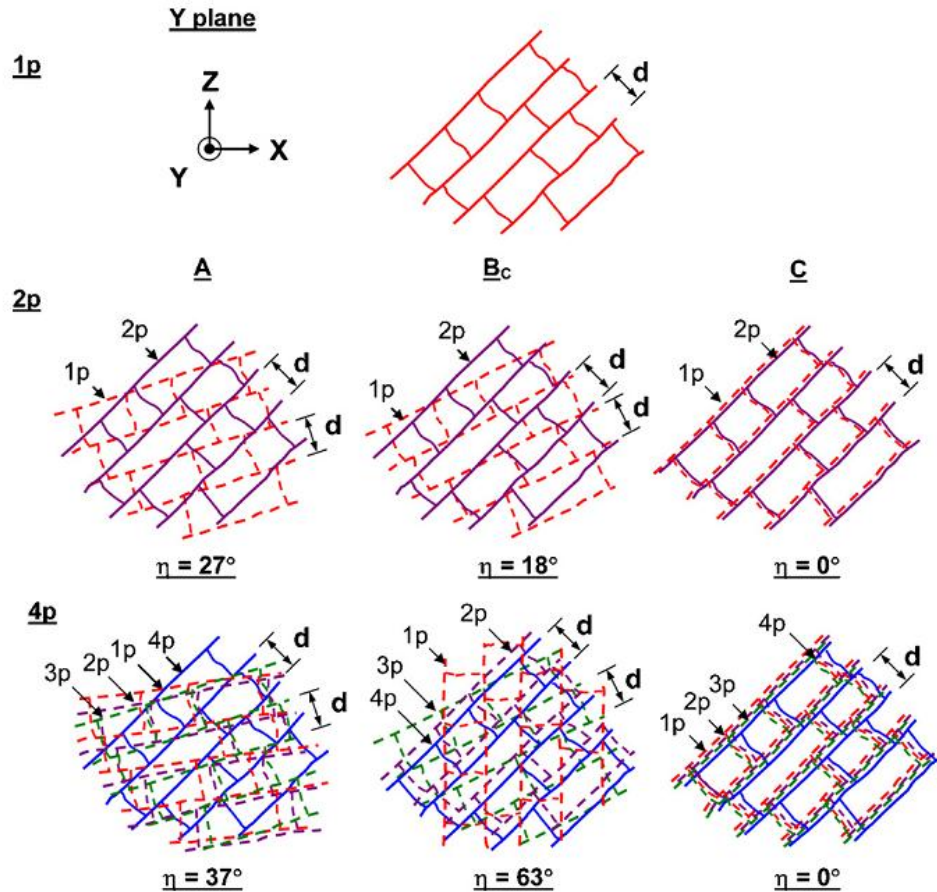 Y plane
1p
d
Z
X
Y
A
B_C
C
2p
2p
1p
d
d
2p
1p
d
d
2p
1p
d
η = 27°
η = 18°
η = 0°
4p
4p
1p
2p
3p
d
d
2p
1p
3p
4p
d
d
4p
3p
2p
1p
d
η = 37°
η = 63°
η = 0°